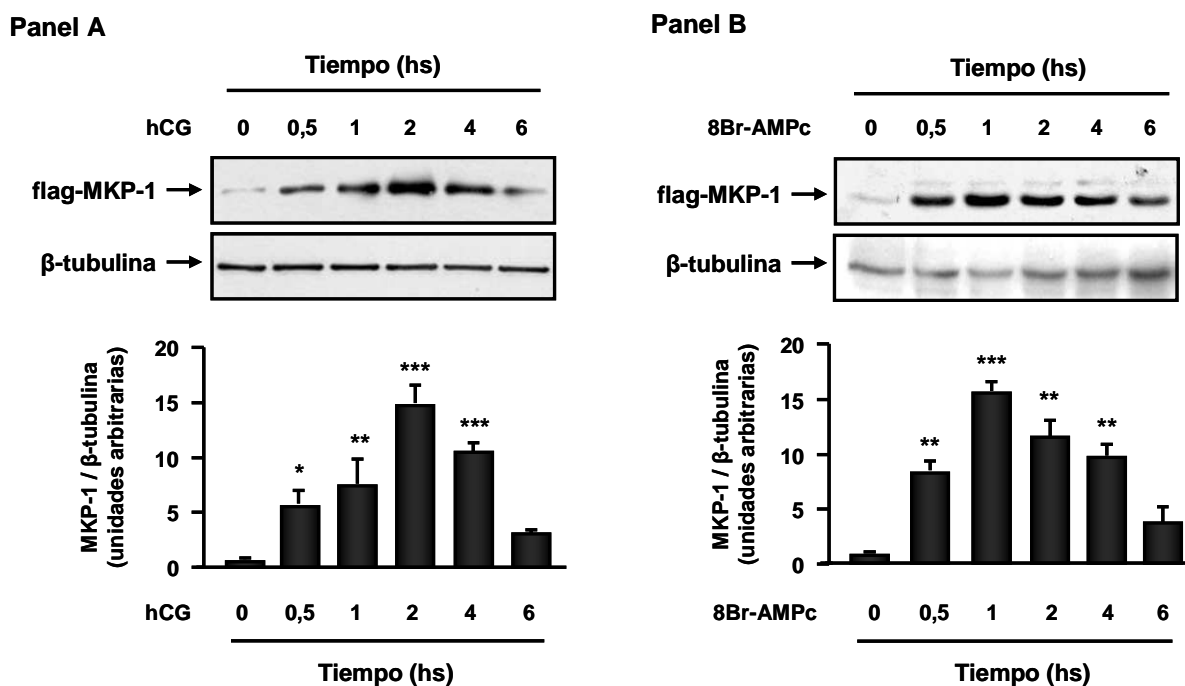 Panel A
Tiempo (hs)
hCG 0 0,5 1 2 4 6
flag-MKP-1
β-tubulina
MKP-1 / β-tubulina
(unidades arbitrarias)
20
15
10
5
0
*
**
***
***
hCG 0 0,5 1 2 4 6
Tiempo (hs)
Panel B
Tiempo (hs)
8Br-AMPc 0 0,5 1 2 4 6
flag-MKP-1
β-tubulina
MKP-1 / β-tubulina
(unidades arbitrarias)
20
15
10
5
0
**
***
**
**
8Br-AMPc 0 0,5 1 2 4 6
Tiempo (hs)